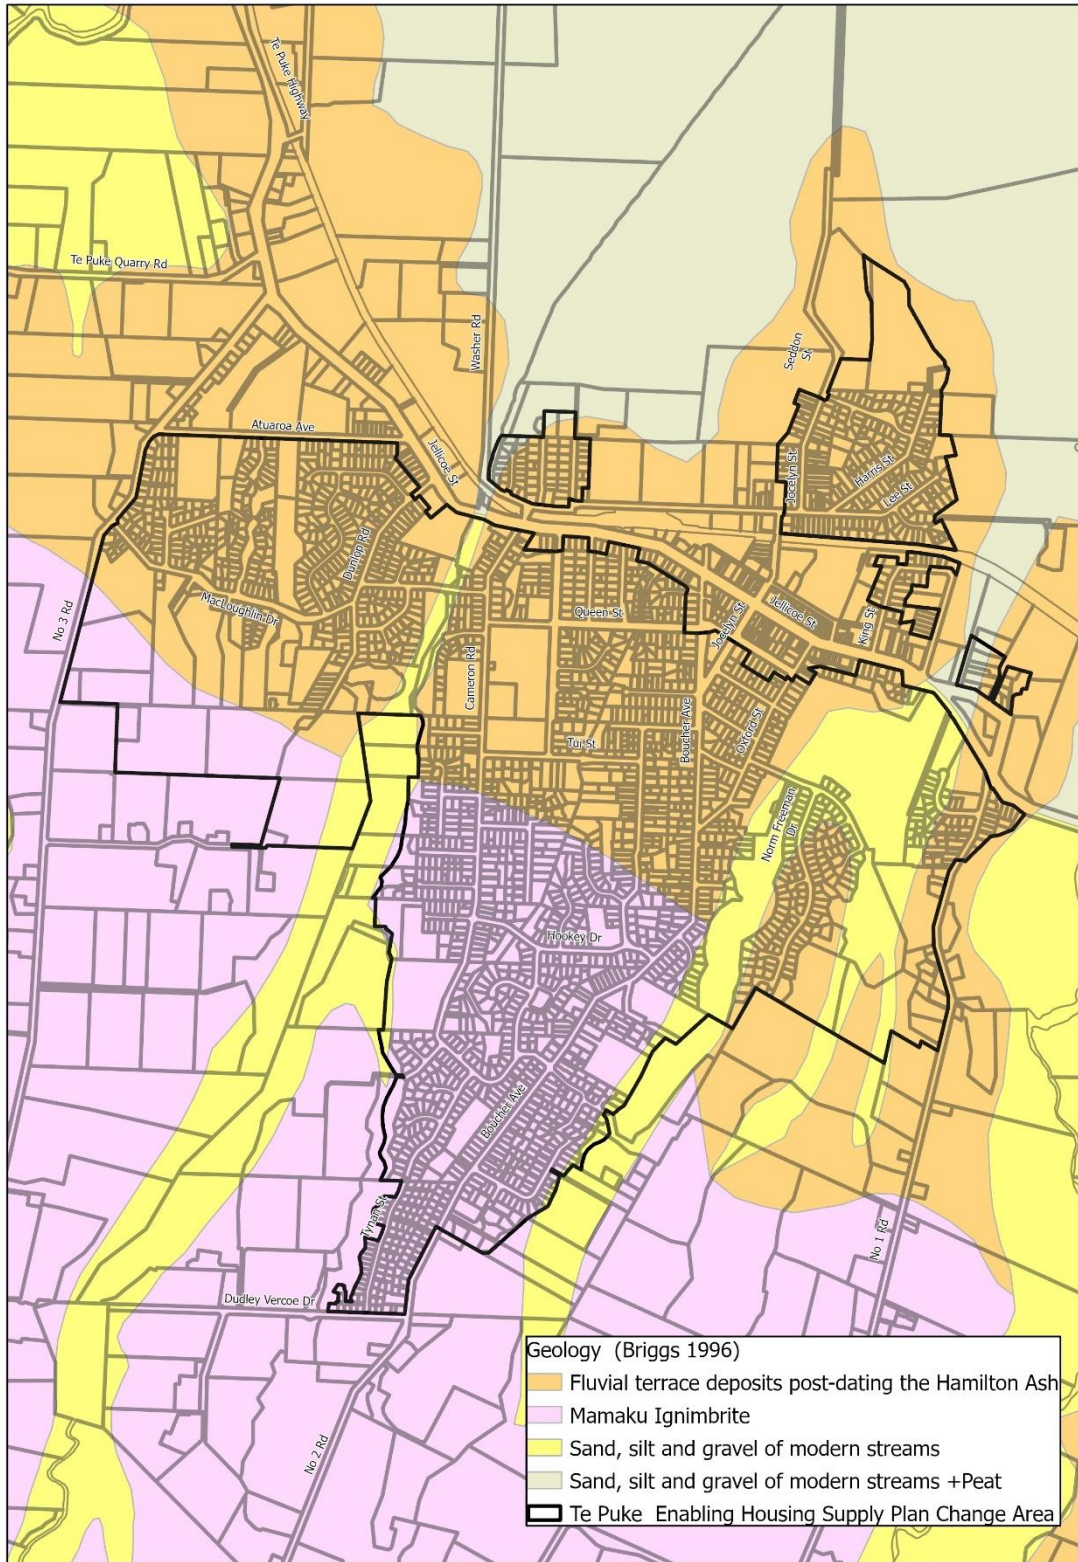 Te Puke Highway
Te Puke Quarry Rd
Washer Rd
Seddon
St
Atuaroa Ave
Jellicoe St
Jocelyn St
Harris St
Lee St
Dunlop Rd
MacLoughlin Dr
No 3 Rd
Queen St
Jocelyn St
Jellicoe St
King St
Cameron Rd
Boucher Ave
Oxford St
Tui St
Norm Freeman
Dr
Hookey Dr
Boucher Ave
Tynan St
No 1 Rd
Dudley Vercoe Dr
No 2 Rd
Geology (Briggs 1996)
Fluvial terrace deposits post-dating the Hamilton Ash
Mamaku Ignimbrite
Sand, silt and gravel of modern streams
Sand, silt and gravel of modern streams +Peat
Te Puke Enabling Housing Supply Plan Change Area